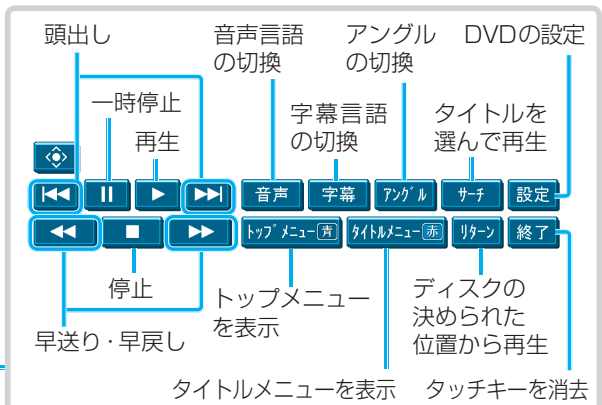 頭出し
音声言語
の切換
アングル
の切換
DVDの設定
一時停止
再生
字幕言語
の切換
タイトルを
選んで再生
音声
字幕
アングル
サーチ
設定
トップメニュー青
タイトルメニュー赤
リターン
終了
停止
早送り・早戻し
トップメニュー
を表示
ディスクの
決められた
位置から再生
タイトルメニューを表示
タッチキーを消去